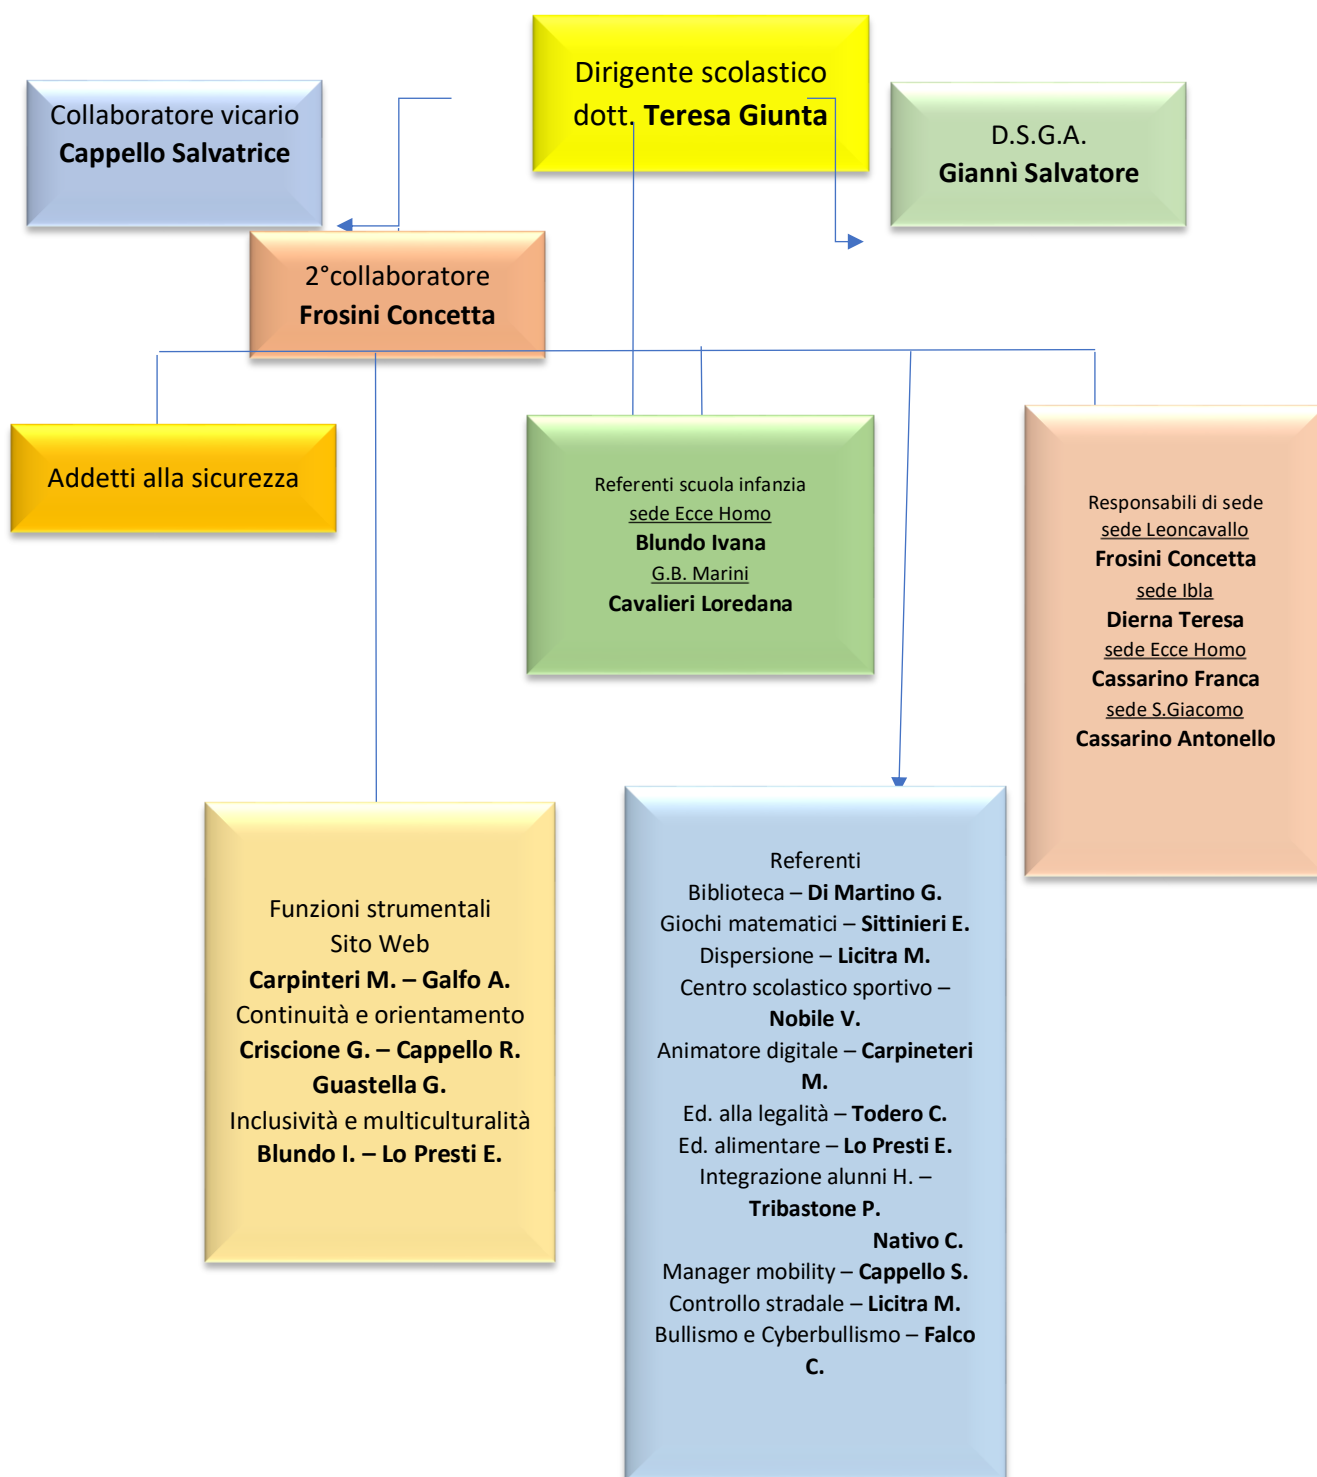 Dirigente scolastico
dott. Teresa Giunta
Collaboratore vicario
Cappello Salvatrice
D.S.G.A.
Giannì Salvatore
2°collaboratore
Frosini Concetta
Addetti alla sicurezza
Referenti scuola infanzia
sede Ecce Homo
Blundo Ivana
G.B. Marini
Cavalieri Loredana
Responsabili di sede
sede Leoncavallo
Frosini Concetta
sede Ibla
Dierna Teresa
sede Ecce Homo
Cassarino Franca
sede S.Giacomo
Cassarino Antonello
Funzioni strumentali
Sito Web
Carpinteri M. – Galfo A.
Continuità e orientamento
Criscione G. – Cappello R.
Guastella G.
Inclusività e multiculturalità
Blundo I. – Lo Presti E.
Referenti
Biblioteca – Di Martino G.
Giochi matematici – Sittinieri E.
Dispersione – Licitra M.
Centro scolastico sportivo –
Nobile V.
Animatore digitale – Carpineteri
M.
Ed. alla legalità – Todero C.
Ed. alimentare – Lo Presti E.
Integrazione alunni H. –
Tribastone P.
Nativo C.
Manager mobility – Cappello S.
Controllo stradale – Licitra M.
Bullismo e Cyberbullismo – Falco
C.